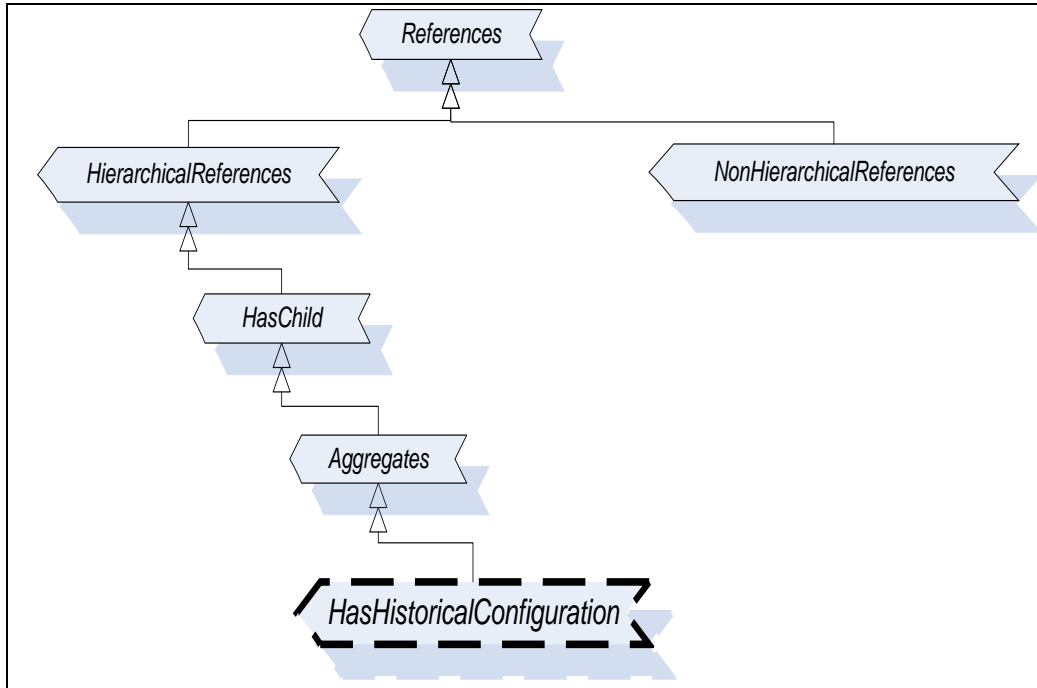 References
HierarchicalReferences
NonHierarchicalReferences
HasChild
Aggregates
HasHistoricalConfiguration